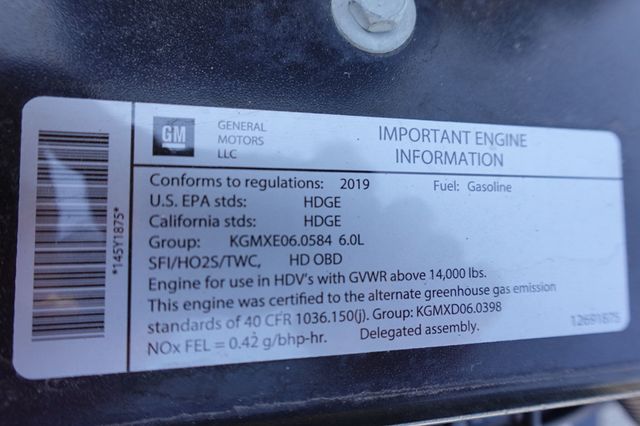 GM
GENERAL
MOTORS
LLC
IMPORTANT ENGINE
INFORMATION
Conforms to regulations: 2019 Fuel: Gasoline
U.S. EPA stds: HDGE
California stds: HDGE
Group: KGMXE06.0584 6.0L
SFI/HO2S/TWC, HD OBD
Engine for use in HDV's with GVWR above 14,000 lbs.
This engine was certified to the alternate greenhouse gas emission
standards of 40 CFR 1036.150(j). Group: KGMXD06.0398
NOx FEL = 0.42 g/bhp-hr. Delegated assembly.
12691875
*145Y1875*